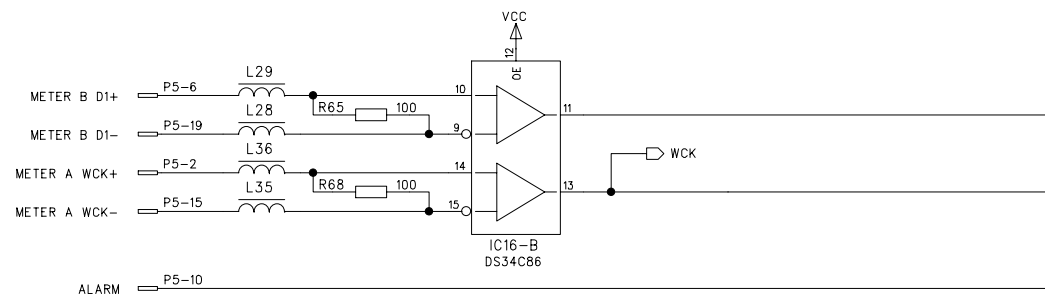 VCC
12
OE
METER B D1+ P5-6 L29 10
R65 100 11
METER B D1- P5-19 L28 9
METER A WCK+ P5-2 L36 14 WCK
R68 100 13
METER A WCK- P5-15 L35 15
IC16-B
DS34C86
ALARM P5-10